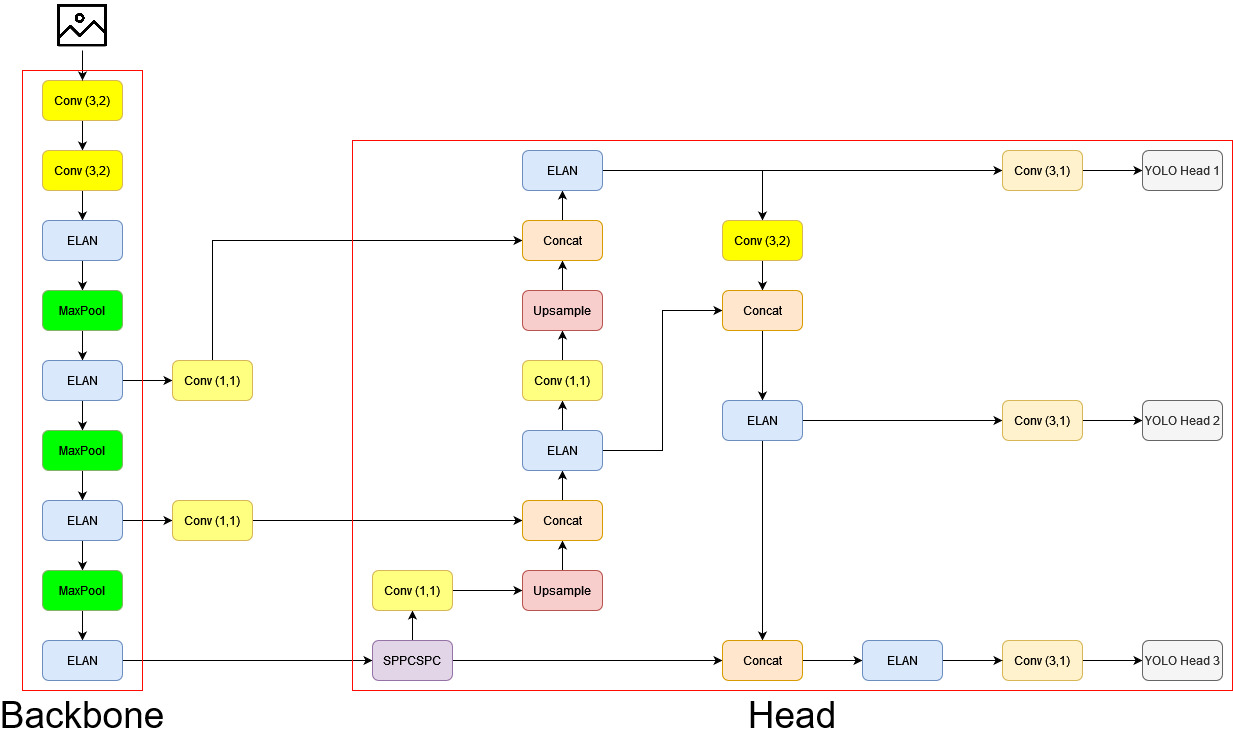 Conv (3,2)
Conv (3,2)
ELAN
MaxPool
ELAN
MaxPool
ELAN
MaxPool
ELAN
Backbone
Conv (1,1)
Conv (1,1)
ELAN
Concat
Upsample
Conv (1,1)
ELAN
Concat
Conv (1,1)
Upsample
SPPCSPC
Conv (3,2)
Concat
ELAN
Concat
ELAN
Conv (3,1)
YOLO Head 1
Conv (3,1)
YOLO Head 2
Conv (3,1)
YOLO Head 3
Head